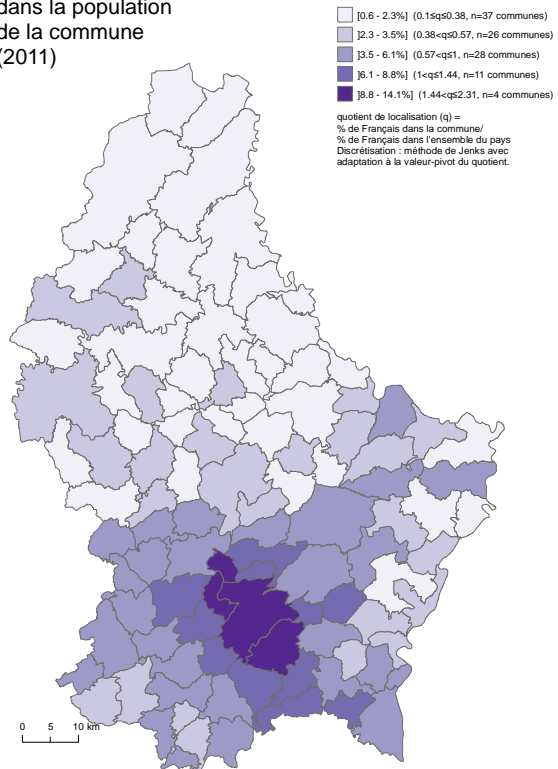 dans la population
de la commune
(2011)
[0.6 - 2.3%] (0.1≤q≤0.38, n=37 communes)
]2.3 - 3.5%] (0.38<q≤0.57, n=26 communes)
]3.5 - 6.1%] (0.57<q≤1, n=28 communes)
]6.1 - 8.8%] (1<q≤1.44, n=11 communes)
]8.8 - 14.1%] (1.44<q≤2.31, n=4 communes)
quotient de localisation (q) =
% de Français dans la commune/
% de Français dans l'ensemble du pays
Discrétisation : méthode de Jenks avec
adaptation à la valeur-pivot du quotient.
0 5 10 km